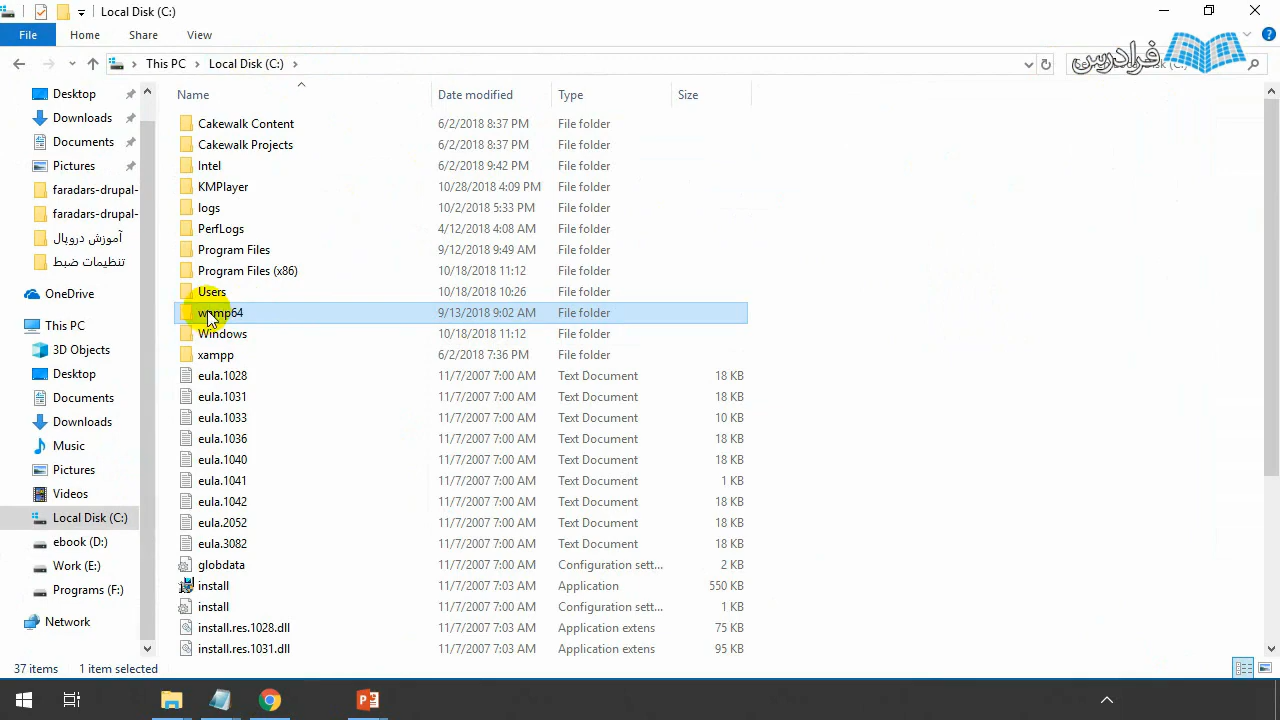 Local Disk (C:)
File Home Share View
This PC Local Disk (C:)
فرادرس
Name Date modified Type Size
Desktop
Downloads
Documents
Pictures
faradars-drupal-
faradars-drupal-
آموزش دروپال
تنظیمات ضبط
OneDrive
This PC
3D Objects
Desktop
Documents
Downloads
Music
Pictures
Videos
Local Disk (C:)
ebook (D:)
Work (E:)
Programs (F:)
Network
Cakewalk Content 6/2/2018 8:37 PM File folder
Cakewalk Projects 6/2/2018 8:37 PM File folder
Intel 6/2/2018 9:42 PM File folder
KMPlayer 10/28/2018 4:09 PM File folder
logs 10/2/2018 5:33 PM File folder
PerfLogs 4/12/2018 4:08 AM File folder
Program Files 9/12/2018 9:49 AM File folder
Program Files (x86) 10/18/2018 11:12 File folder
Users 10/18/2018 10:26 File folder
wamp64 9/13/2018 9:02 AM File folder
Windows 10/18/2018 11:12 File folder
xampp 6/2/2018 7:36 PM File folder
eula.1028 11/7/2007 7:00 AM Text Document 18 KB
eula.1031 11/7/2007 7:00 AM Text Document 18 KB
eula.1033 11/7/2007 7:00 AM Text Document 10 KB
eula.1036 11/7/2007 7:00 AM Text Document 18 KB
eula.1040 11/7/2007 7:00 AM Text Document 18 KB
eula.1041 11/7/2007 7:00 AM Text Document 1 KB
eula.1042 11/7/2007 7:00 AM Text Document 18 KB
eula.2052 11/7/2007 7:00 AM Text Document 18 KB
eula.3082 11/7/2007 7:00 AM Text Document 18 KB
globdata 11/7/2007 7:00 AM Configuration sett... 2 KB
install 11/7/2007 7:03 AM Application 550 KB
install 11/7/2007 7:00 AM Configuration sett... 1 KB
install.res.1028.dll 11/7/2007 7:03 AM Application extens 75 KB
install.res.1031.dll 11/7/2007 7:03 AM Application extens 95 KB
37 items 1 item selected